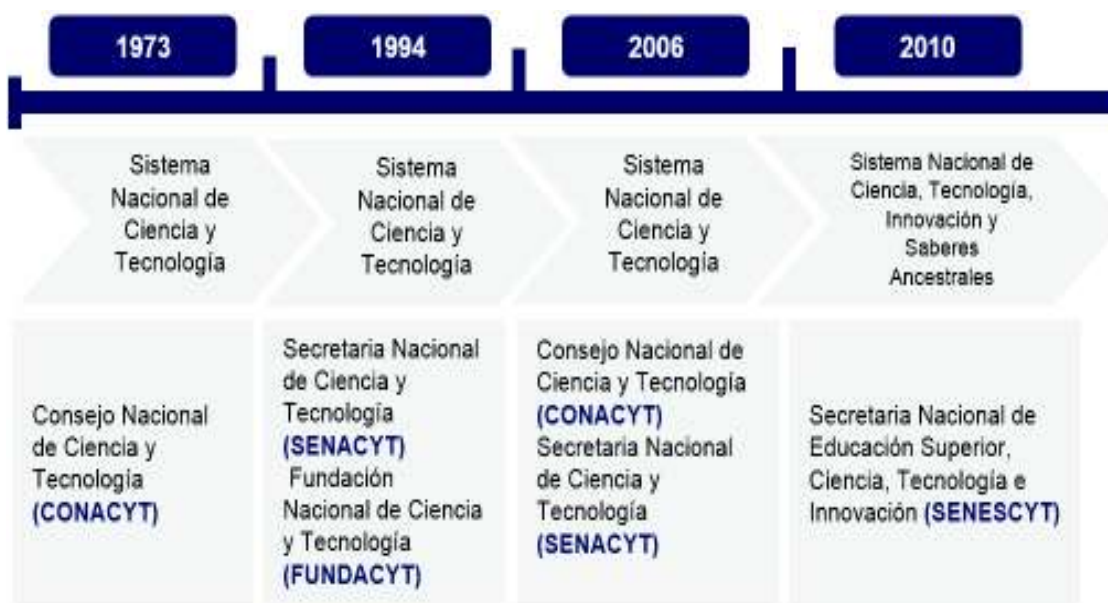 1973
1994
2006
2010
Sistema
Nacional de
Ciencia y
Tecnología
Sistema
Nacional de
Ciencia y
Tecnología
Sistema
Nacional de
Ciencia y
Tecnología
Sistema Nacional de
Ciencia, Tecnología,
Innovación y
Saberes
Ancestrales
Consejo Nacional
de Ciencia y
Tecnología
(CONACYT)
Secretaria Nacional
de Ciencia y
Tecnología
(SENACYT)
Fundación
Nacional de Ciencia
y Tecnología
(FUNDACYT)
Consejo Nacional de
Ciencia y Tecnología
(CONACYT)
Secretaria Nacional
de Ciencia y
Tecnología
(SENACYT)
Secretaria Nacional de
Educación Superior,
Ciencia, Tecnología e
Innovación (SENESCYT)